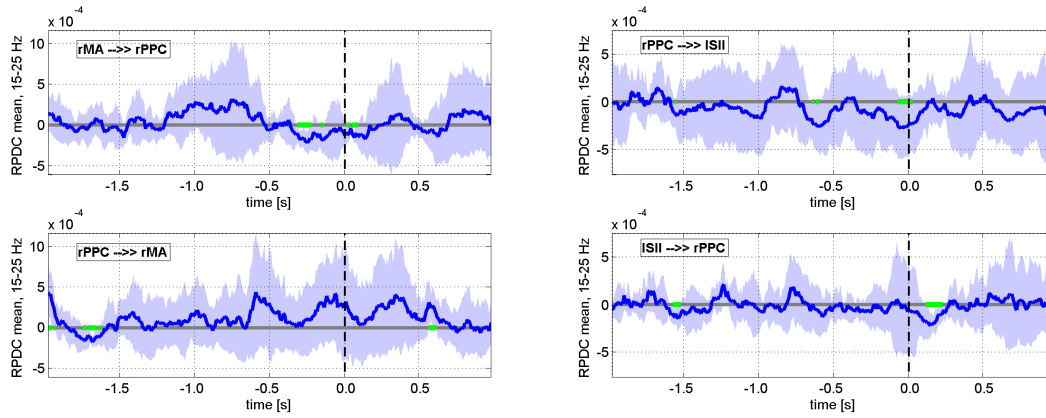 x 10⁻⁴
RPDC mean, 15-25 Hz
rMA -->> rPPC
10
5
0
-5
-1.5 -1.0 -0.5 0.0 0.5
time [s]
x 10⁻⁴
RPDC mean, 15-25 Hz
rPPC -->> lSII
5
0
-5
-1.5 -1.0 -0.5 0.0 0.5
time [s]
x 10⁻⁴
RPDC mean, 15-25 Hz
rPPC -->> rMA
10
5
0
-5
-1.5 -1.0 -0.5 0.0 0.5
time [s]
x 10⁻⁴
RPDC mean, 15-25 Hz
lSII -->> rPPC
5
0
-5
-1.5 -1.0 -0.5 0.0 0.5
time [s]